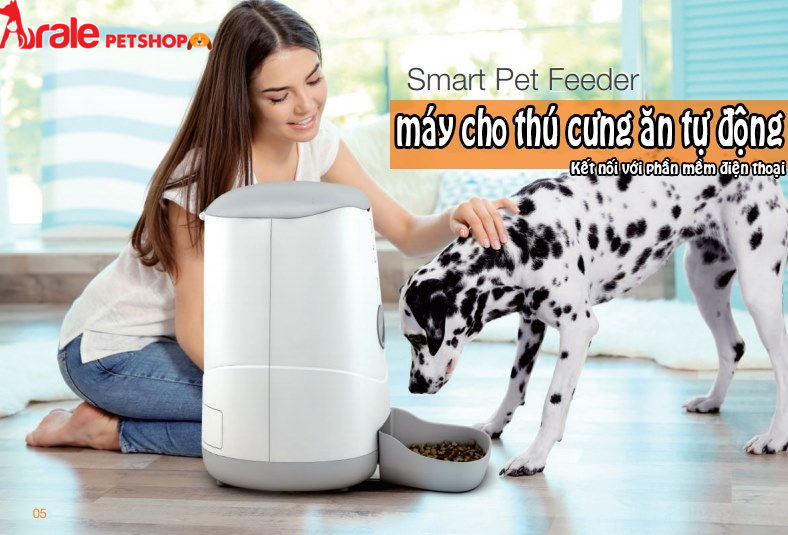 Arale PETSHOP
Smart Pet Feeder
máy cho thú cưng ăn tự động
Kết nối với phần mềm điện thoại
05